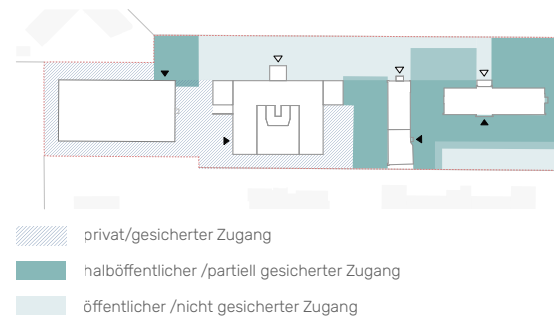 privat/gesicherter Zugang
halböffentlicher /partiell gesicherter Zugang
öffentlicher /nicht gesicherter Zugang